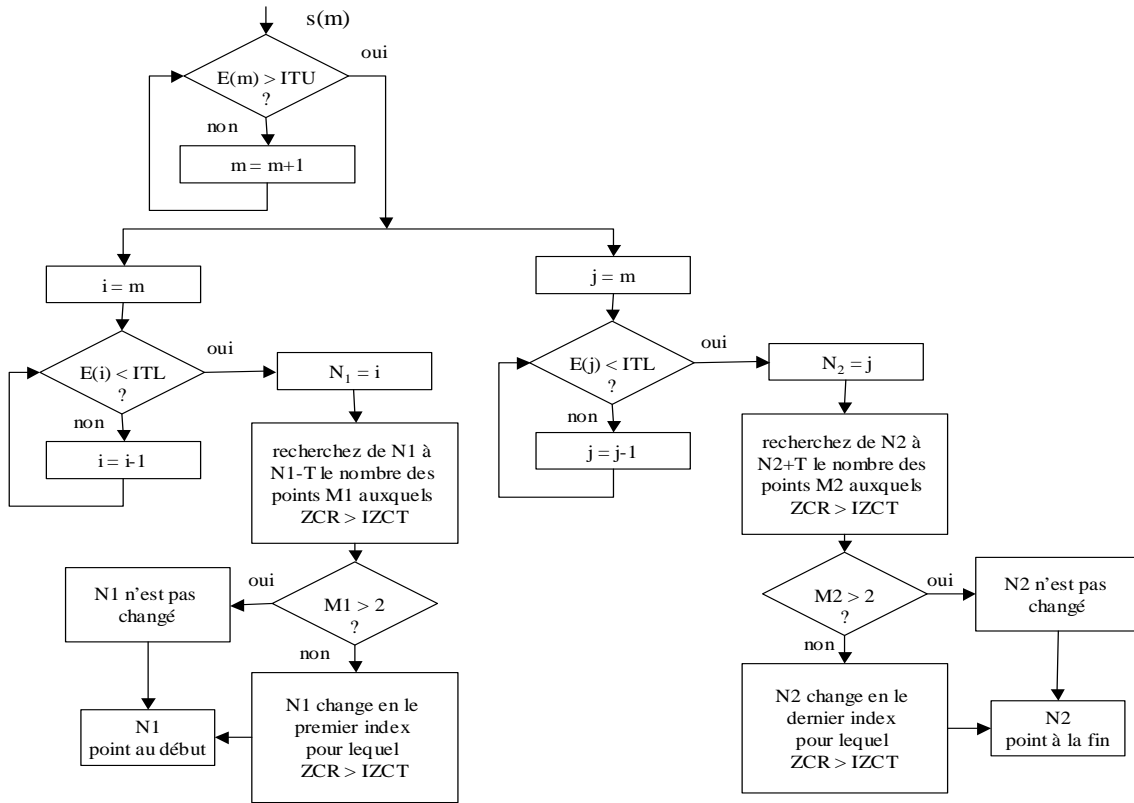 s(m)
oui
E(m) > ITU
?
non
m = m+1
i = m
E(i) < ITL
?
oui
non
i = i-1
N₁ = i
recherchez de N1 à
N1-T le nombre des
points M1 auxquels
ZCR > IZCT
M1 > 2
?
oui
non
N1 n’est pas
changé
N1 change en le
premier index
pour lequel
ZCR > IZCT
N1
point au début
j = m
E(j) < ITL
?
oui
non
j = j-1
N₂ = j
recherchez de N2 à
N2+T le nombre des
points M2 auxquels
ZCR > IZCT
M2 > 2
?
oui
non
N2 n’est pas
changé
N2 change en le
dernier index
pour lequel
ZCR > IZCT
N2
point à la fin